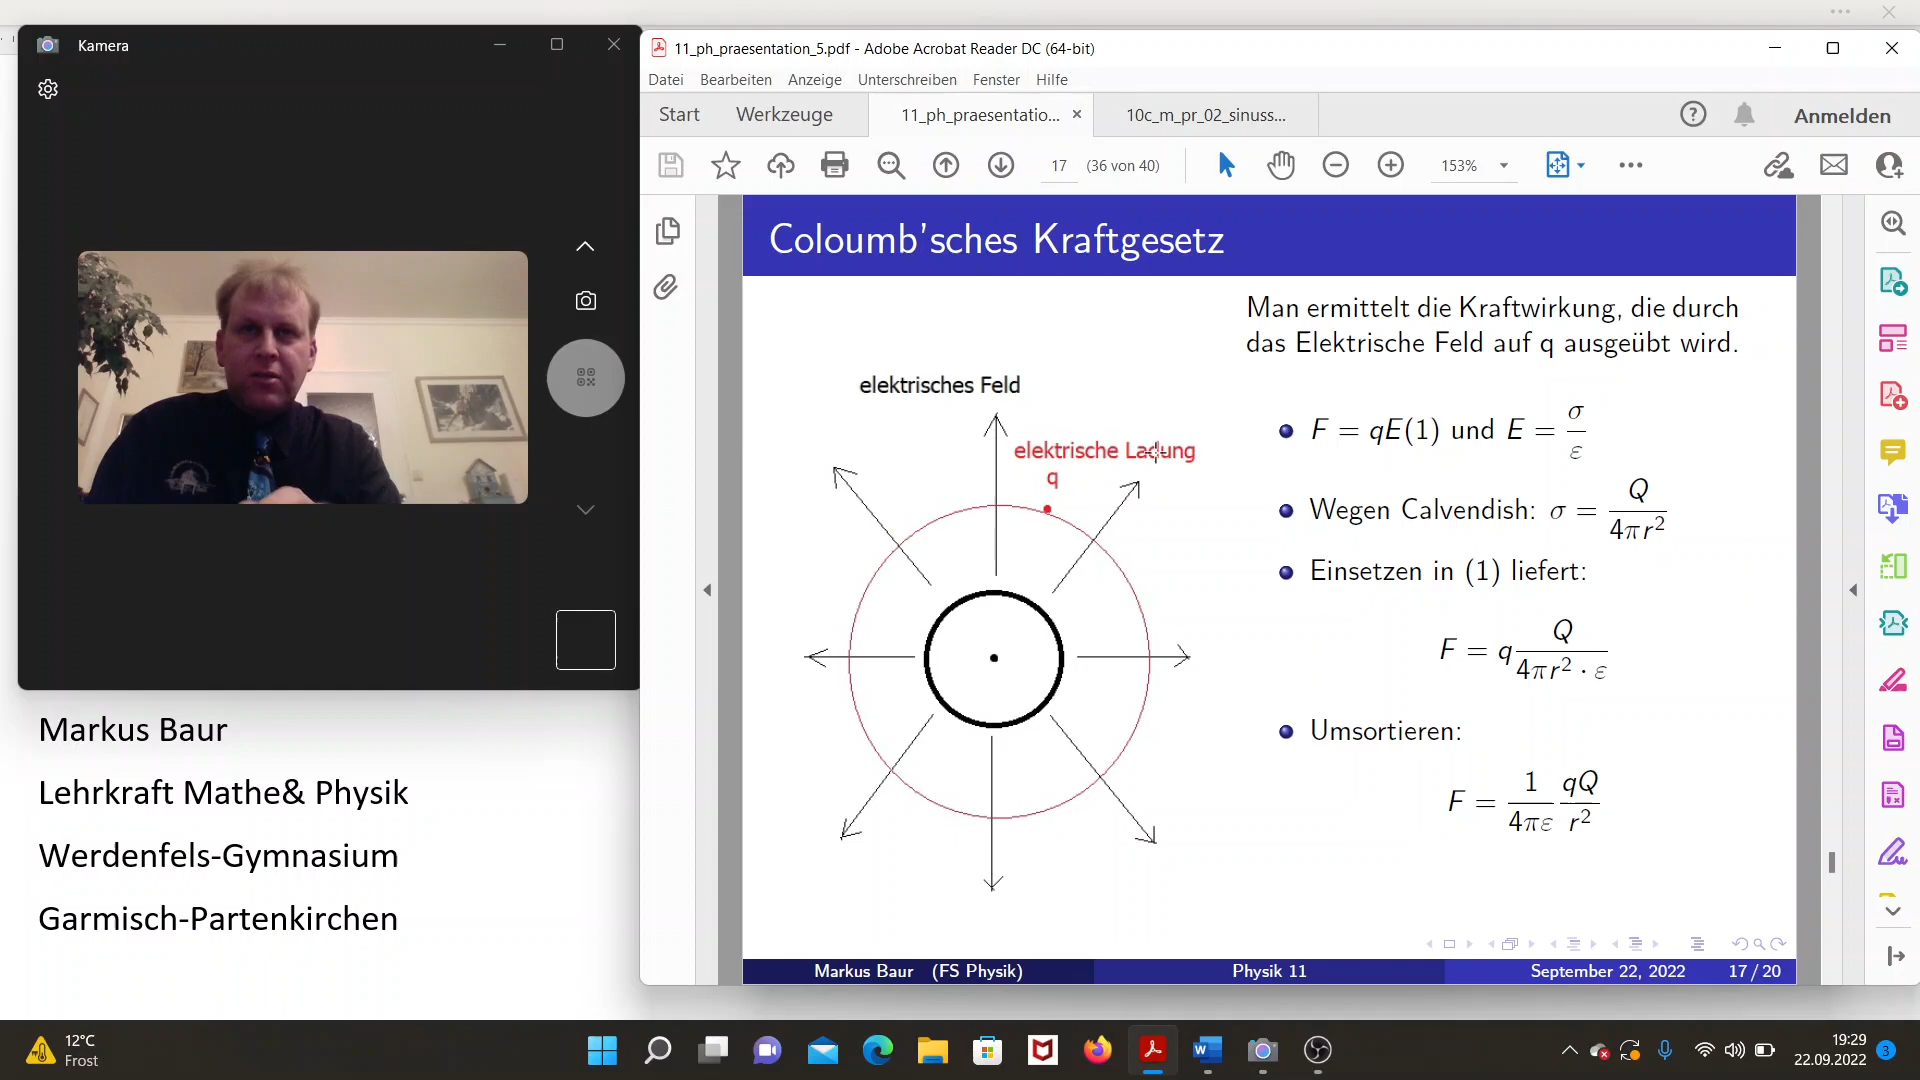 Kamera
11_ph_praesentation_5.pdf - Adobe Acrobat Reader DC (64-bit)
Datei Bearbeiten Anzeige Unterschreiben Fenster Hilfe
Start Werkzeuge 11_ph_praesentatio... 10c_m_pr_02_sinuss... Anmelden
17 (36 von 40) 153%
Coloumb'sches Kraftgesetz
Man ermittelt die Kraftwirkung, die durch
das Elektrische Feld auf q ausgeübt wird.
elektrisches Feld
elektrische Ladung
q
F = qE(1) und E = σ/ε
Wegen Calvendish: σ = Q/4πr²
Einsetzen in (1) liefert:
F = q Q/4πr² · ε
Umsortieren:
F = 1/4πε qQ/r²
Markus Baur (FS Physik) Physik 11 September 22, 2022 17 / 20
Markus Baur
Lehrkraft Mathe& Physik
Werdenfels-Gymnasium
Garmisch-Partenkirchen
12°C
Frost
19:29
22.09.2022
3